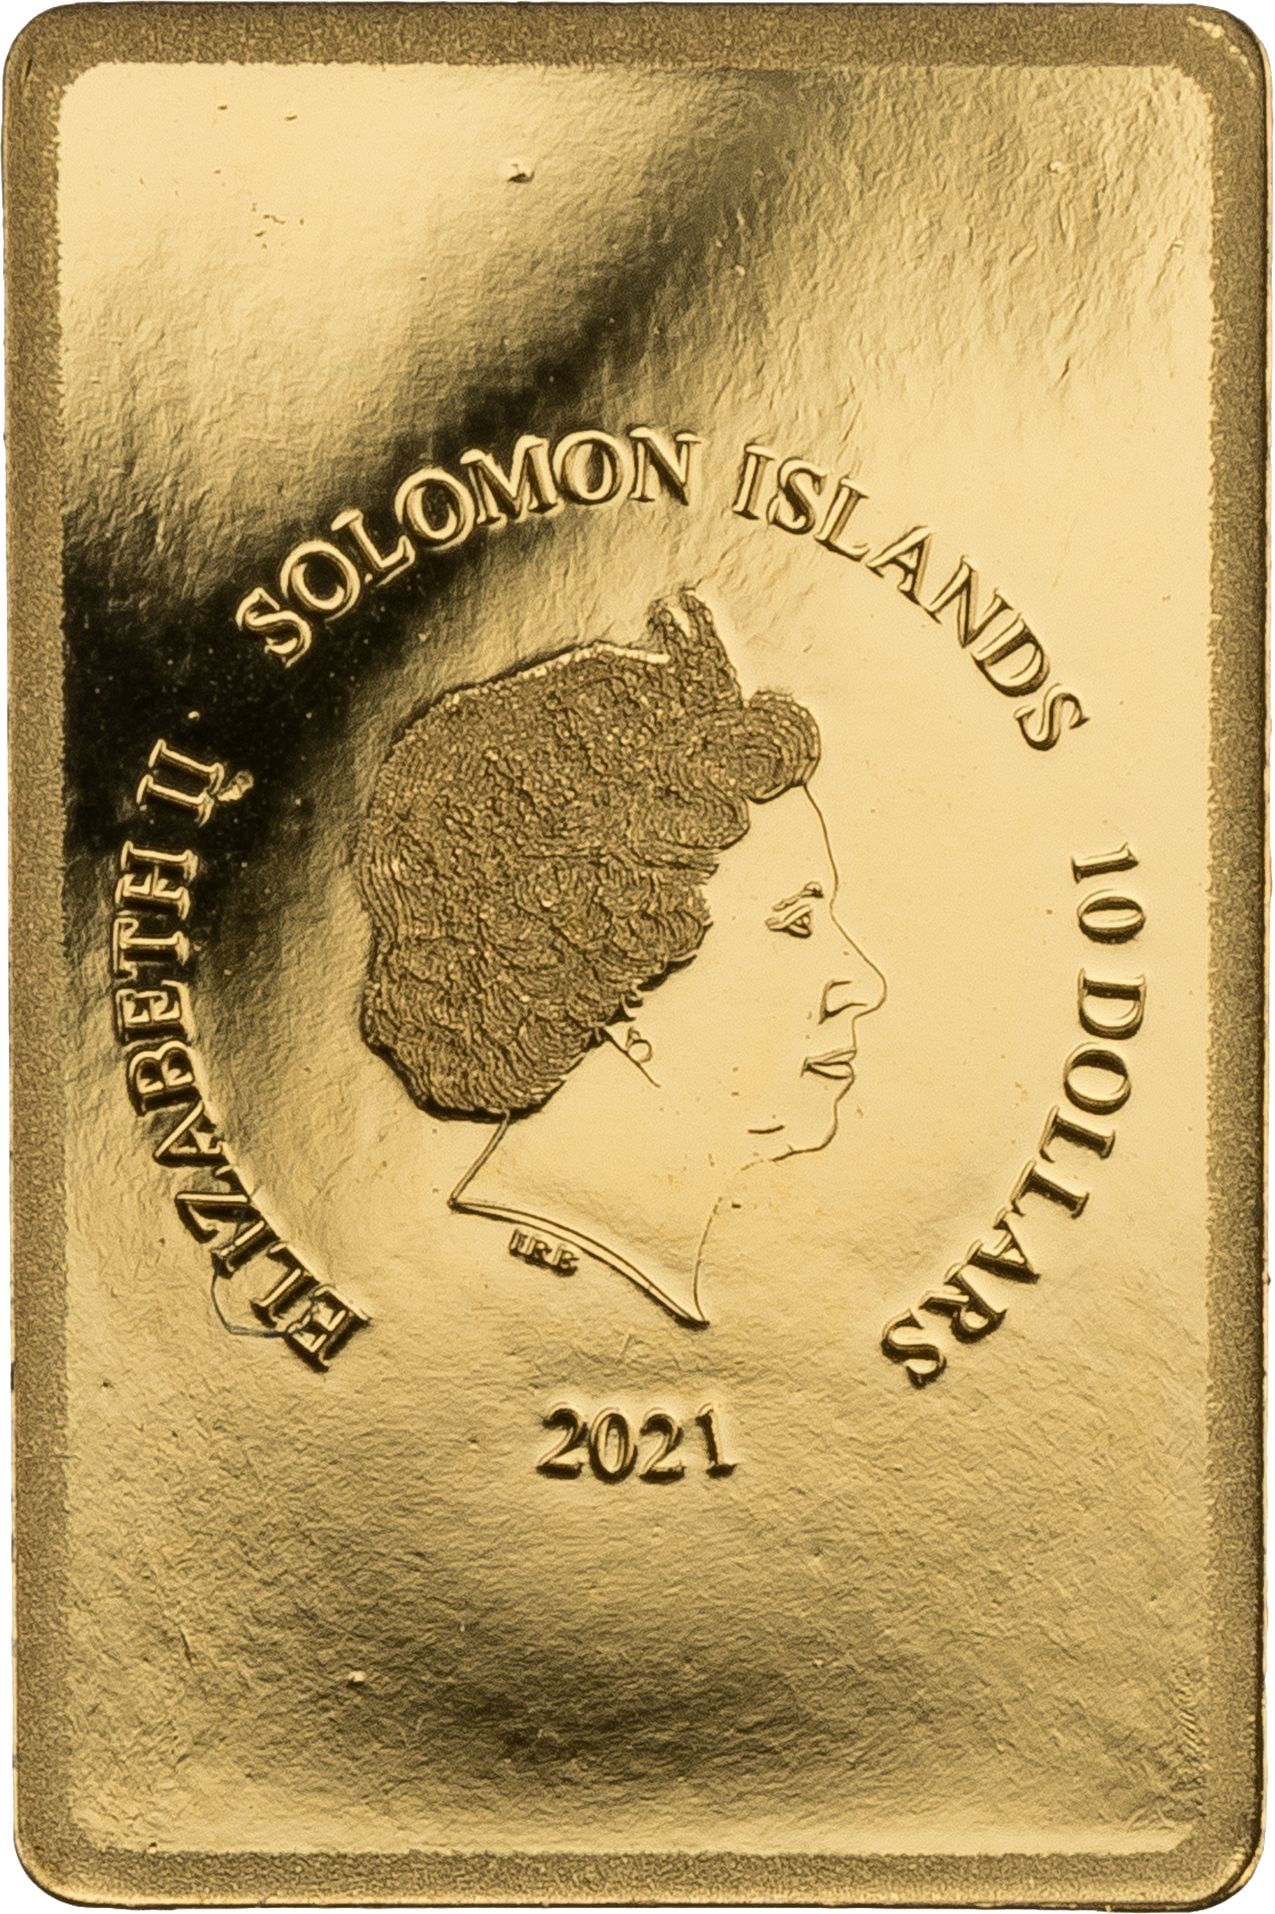 ELIZABETH II SOLOMON ISLANDS 10 DOLLARS
IRB
2021